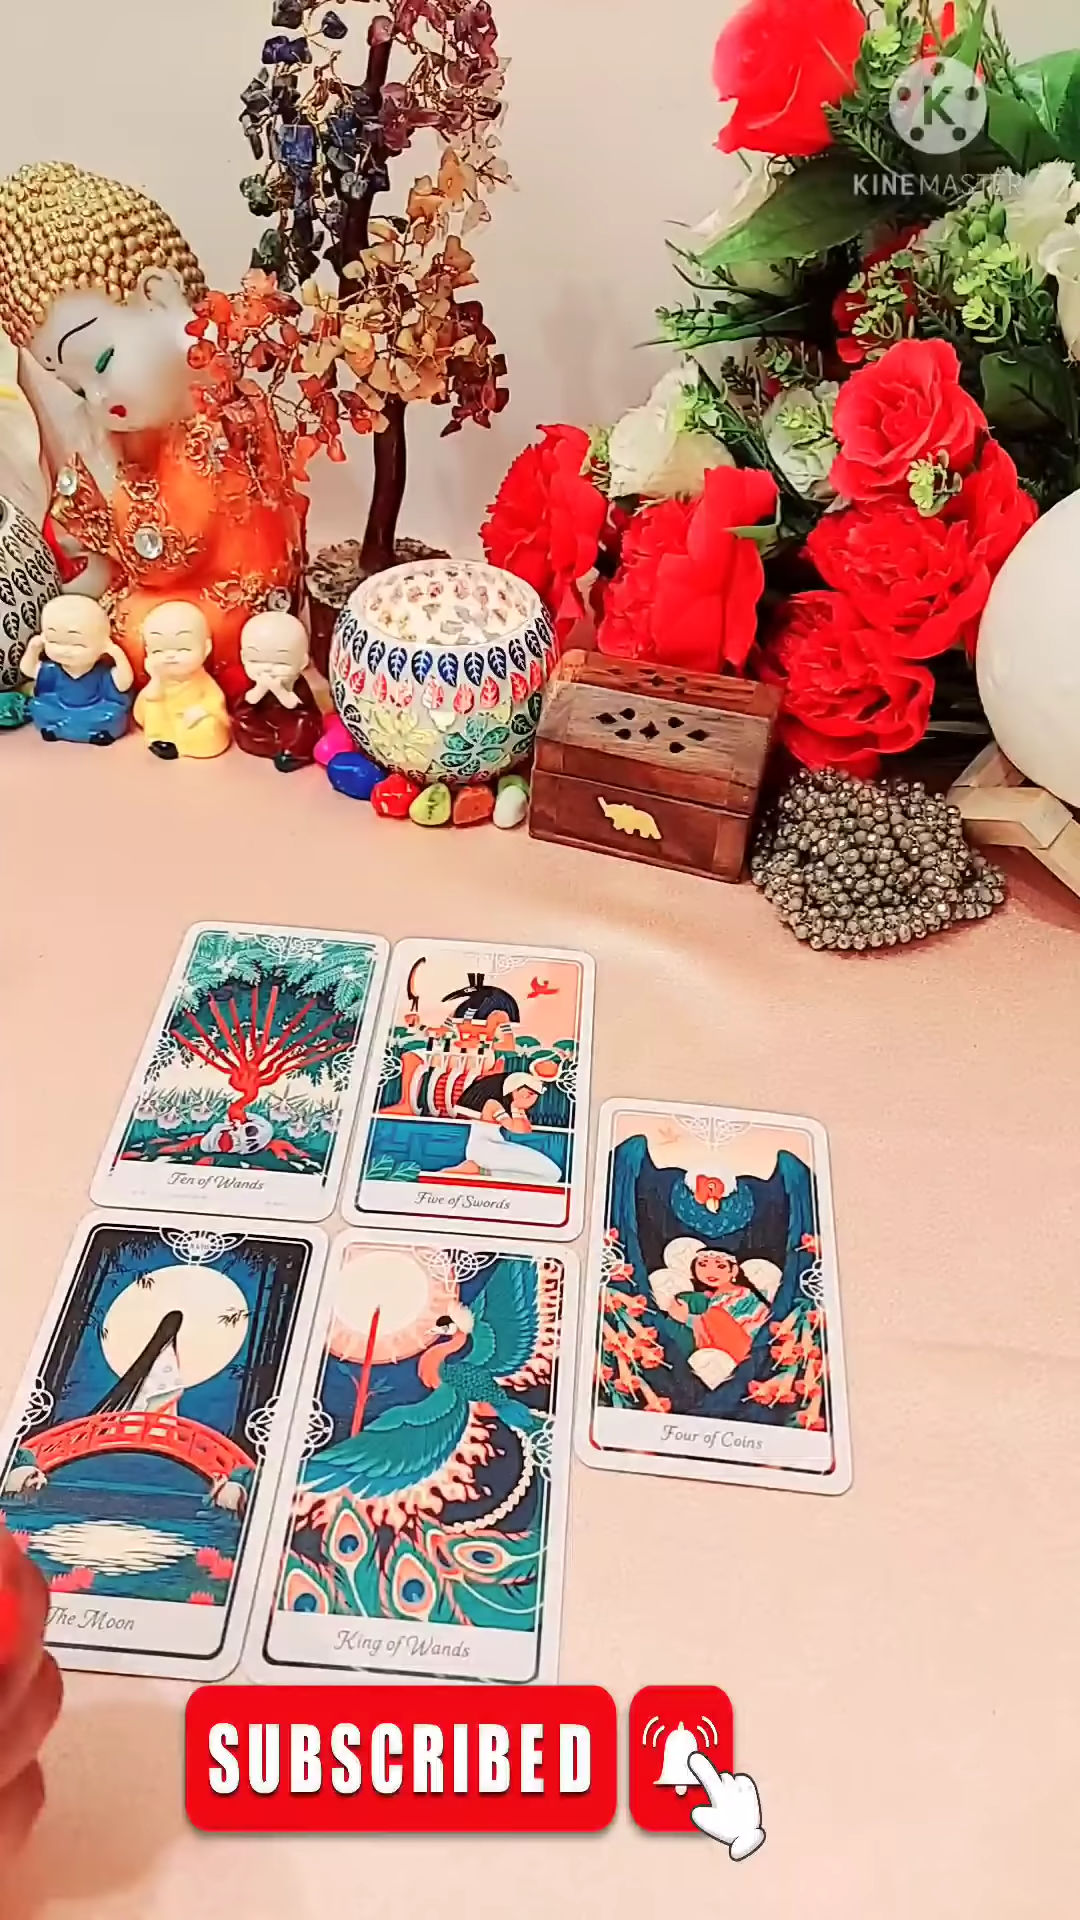 K
KINEMASTER
Ten of Wands
Five of Swords
Four of Coins
The Moon
King of Wands
SUBSCRIBED